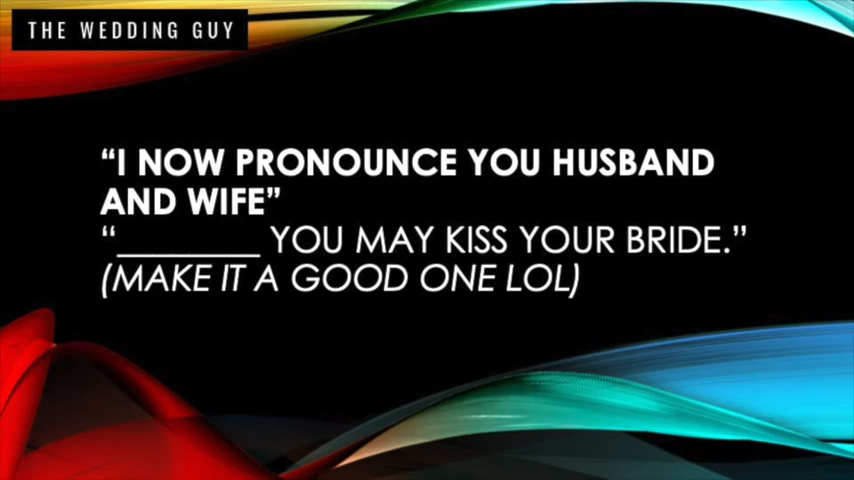 THE WEDDING GUY
“I NOW PRONOUNCE YOU HUSBAND
AND WIFE”
“________ YOU MAY KISS YOUR BRIDE.”
(MAKE IT A GOOD ONE LOL)